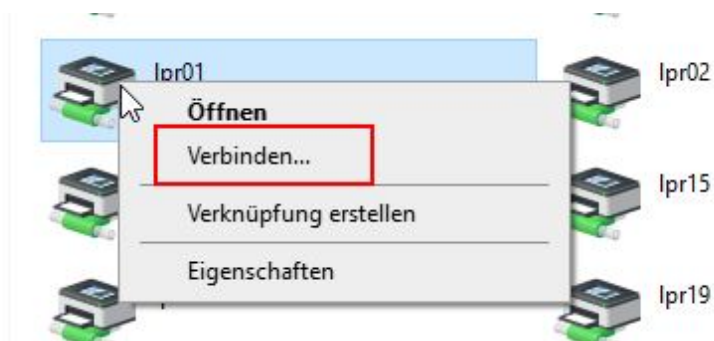 lpr01
lpr02
Öffnen
Verbinden...
lpr15
Verknüpfung erstellen
Eigenschaften
lpr19